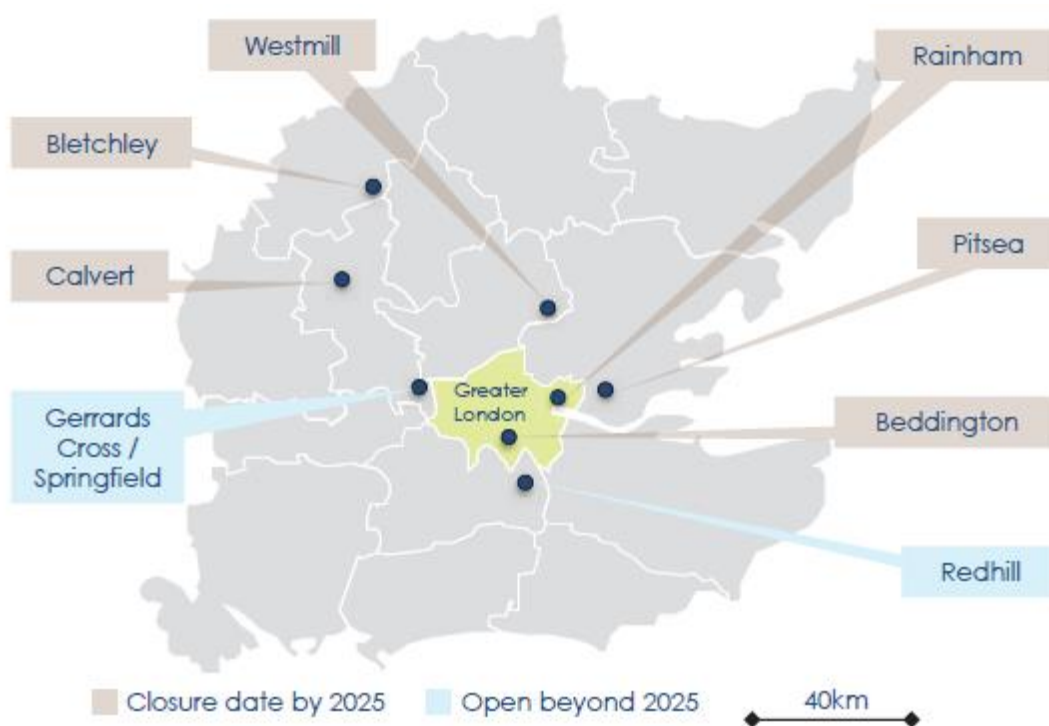 Westmill
Rainham
Bletchley
Pitsea
Calvert
Greater
London
Gerrards
Cross /
Springfield
Beddington
Redhill
Closure date by 2025
Open beyond 2025
40km